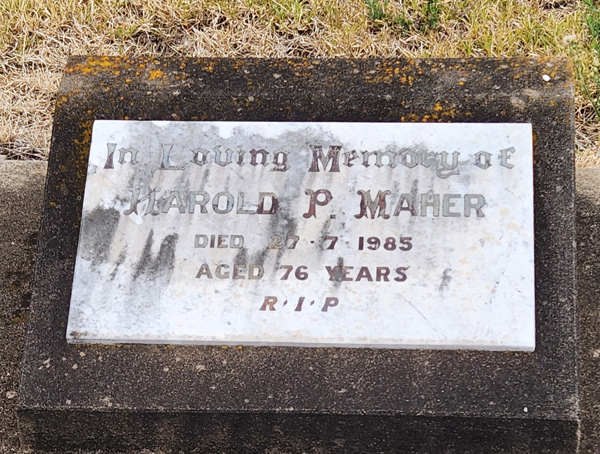 In Loving Memory of
HAROLD P. MAHER
DIED 27·7·1985
AGED 76 YEARS
R·I·P